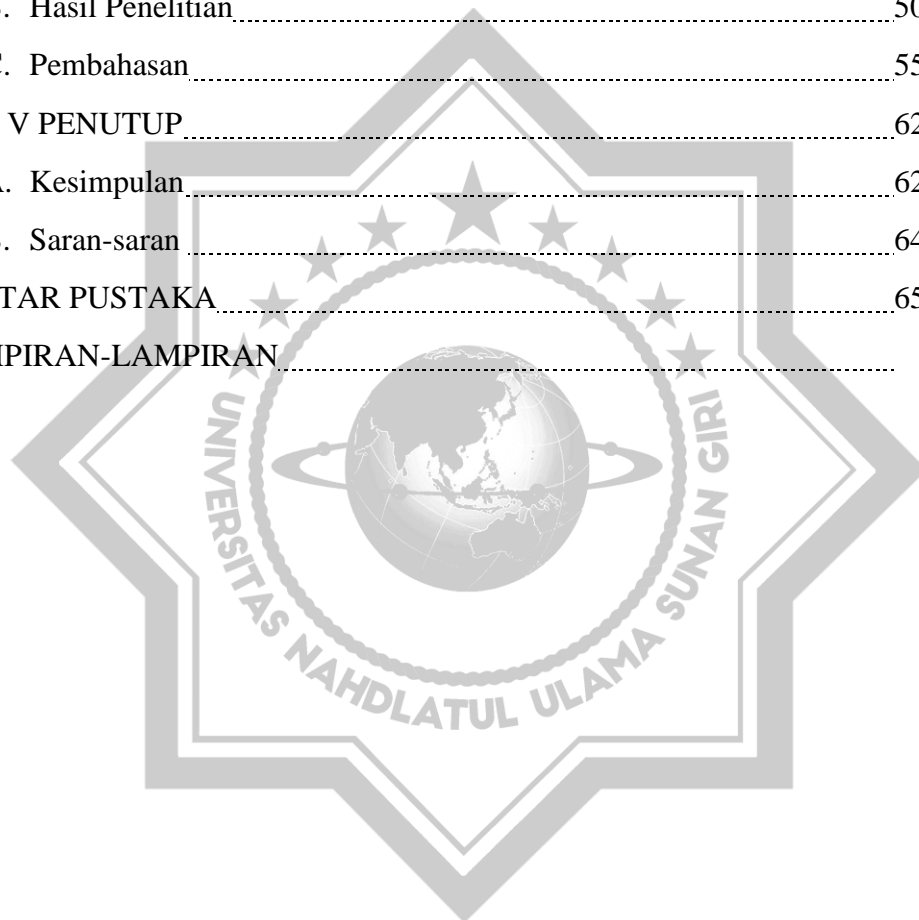 . Hasil Penelitian 50
C. Pembahasan 55
V PENUTUP 62
A. Kesimpulan 62
. Saran-saran 64
TAR PUSTAKA 65
MPIRAN-LAMPIRAN
UNIVERSITAS NAHDLATUL ULAMA SUNAN GIRI